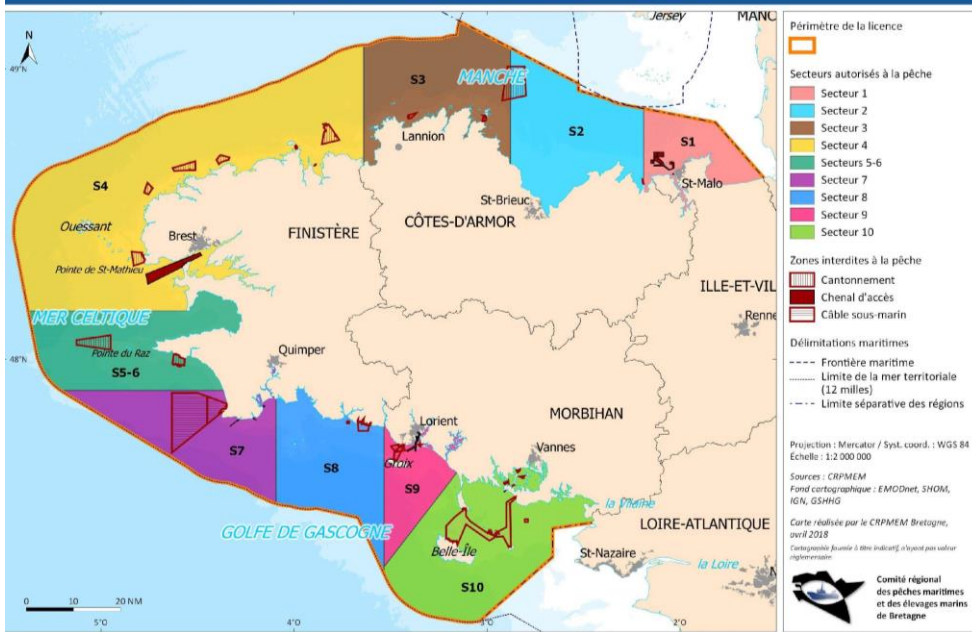 N
Jersey
MANC
49°N
MANCHE
S3
Lannion
S2
S1
St-Malo
S4
St-Brieuc
Ouessant
CÔTES-D'ARMOR
FINISTÈRE
Brest
Pointe de St-Mathieu
ILLE-ET-VIL
MER CELTIQUE
Renne
48°N
Quimper
Pointe du Raz
S5-6
Lorient
MORBIHAN
Vannes
S7
S8
Groix
S9
la Vilaine
GOLFE DE GASCOGNE
LOIRE-ATLANTIQUE
Belle-Île
St-Nazaire
la Loire
N
S10
0 10 20 NM
5°O
4°O
3°O
2°O
Périmètre de la licence
Secteurs autorisés à la pêche
Secteur 1
Secteur 2
Secteur 3
Secteur 4
Secteurs 5-6
Secteur 7
Secteur 8
Secteur 9
Secteur 10
Zones interdites à la pêche
Cantonnement
Chenal d'accès
Câble sous-marin
Délimitations maritimes
Frontière maritime
Limite de la mer territoriale
(12 milles)
Limite séparative des régions
Projection : Mercator / Syst. coord. : WGS 84
Échelle : 1:2 000 000
Sources : CRPMEM
Fond cartographique : EMODnet, SHOM,
IGN, GSHHG
Carte réalisée par le CRPMEM Bretagne,
avril 2018
Cartographie fournie à titre indicatif, n'ayant pas valeur
réglementaire
Comité régional
des pêches maritimes
et des élevages marins
de Bretagne